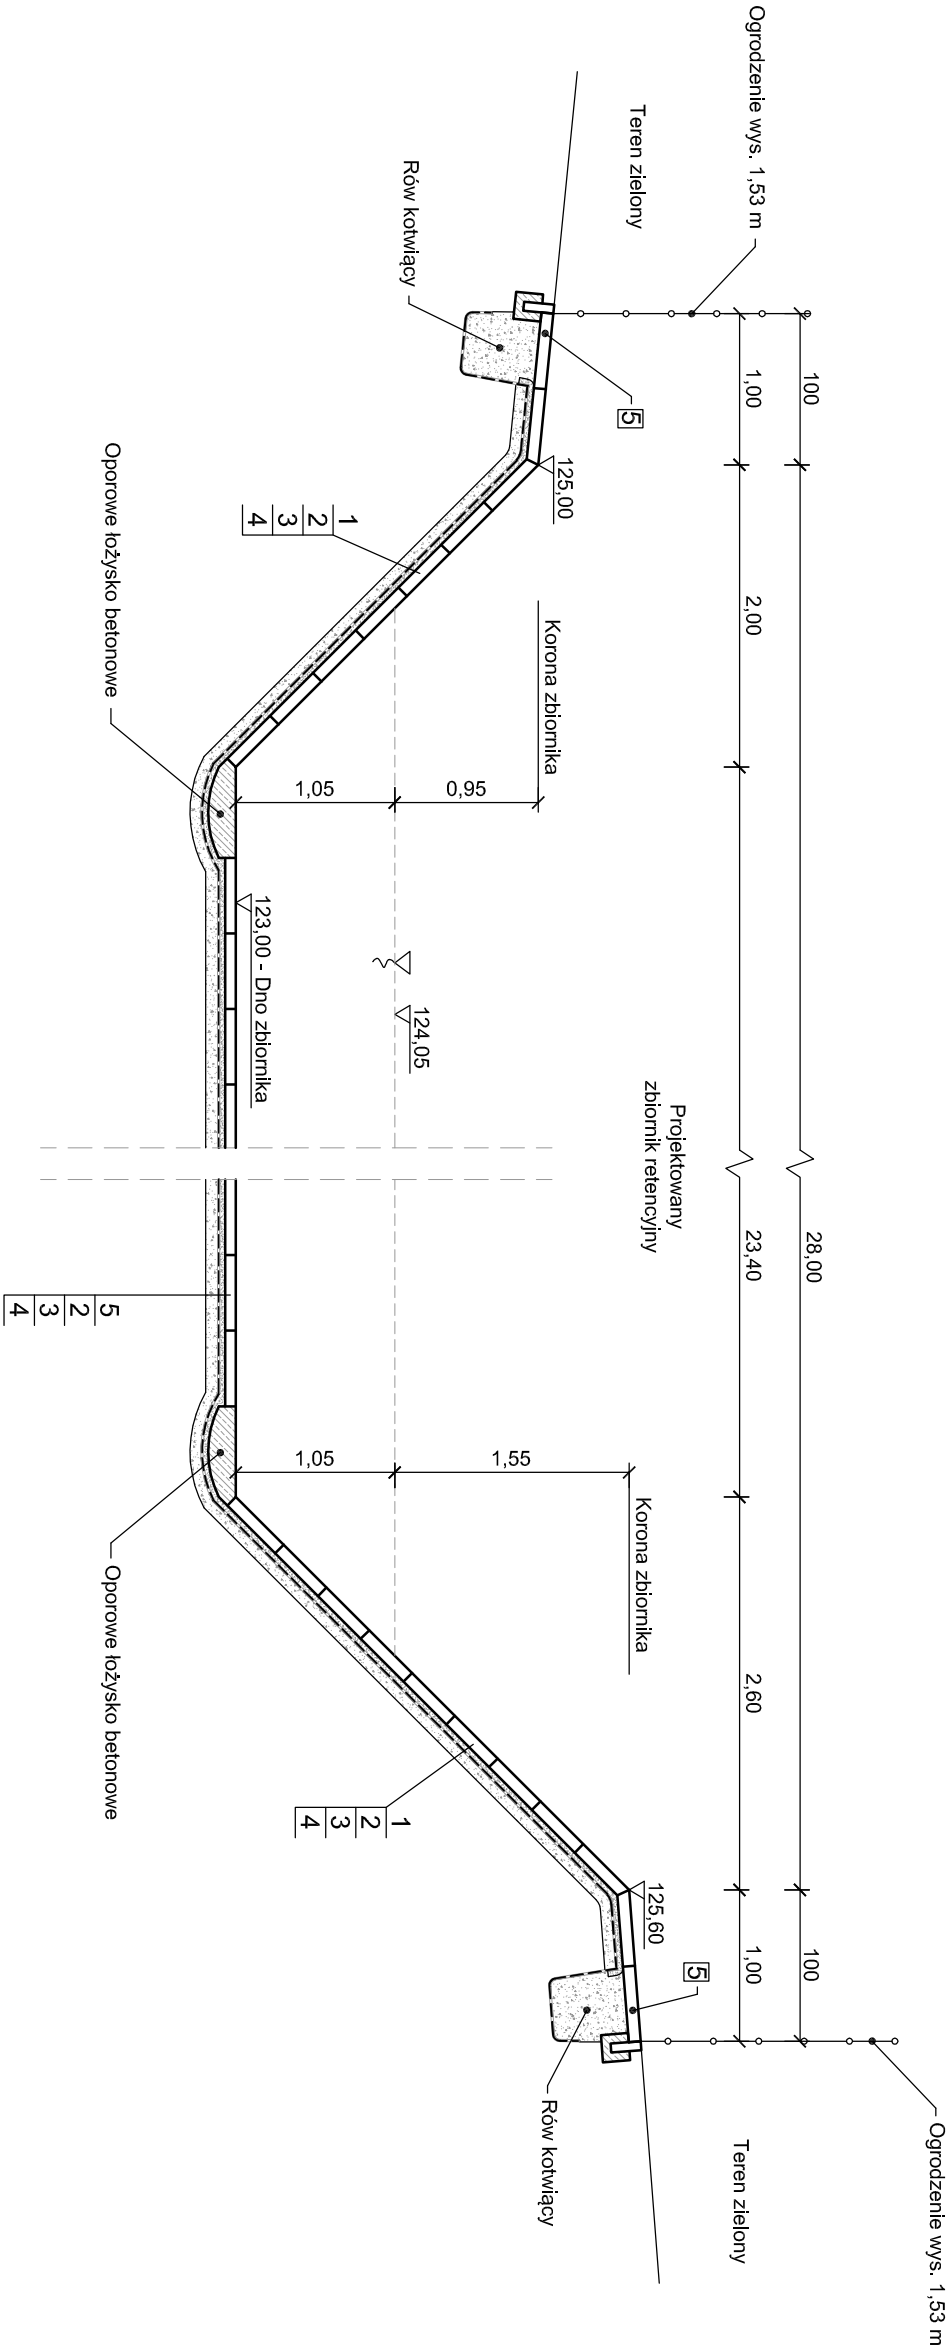 Ogrodzenie wys. 1,53 m
Ogrodzenie wys. 1,53 m
100
28,00
100
1,00
2,00
23,40
2,60
1,00
Teren zielony
Teren zielony
Projektowany
zbiornik retencyjny
5
5
125,00
125,60
Korona zbiornika
Korona zbiornika
Rów kotwiący
Rów kotwiący
0,95
1,05
1,55
1,05
124,05
123,00 - Dno zbiornika
1
2
3
4
1
2
3
4
5
2
3
4
Oporowe łożysko betonowe
Oporowe łożysko betonowe